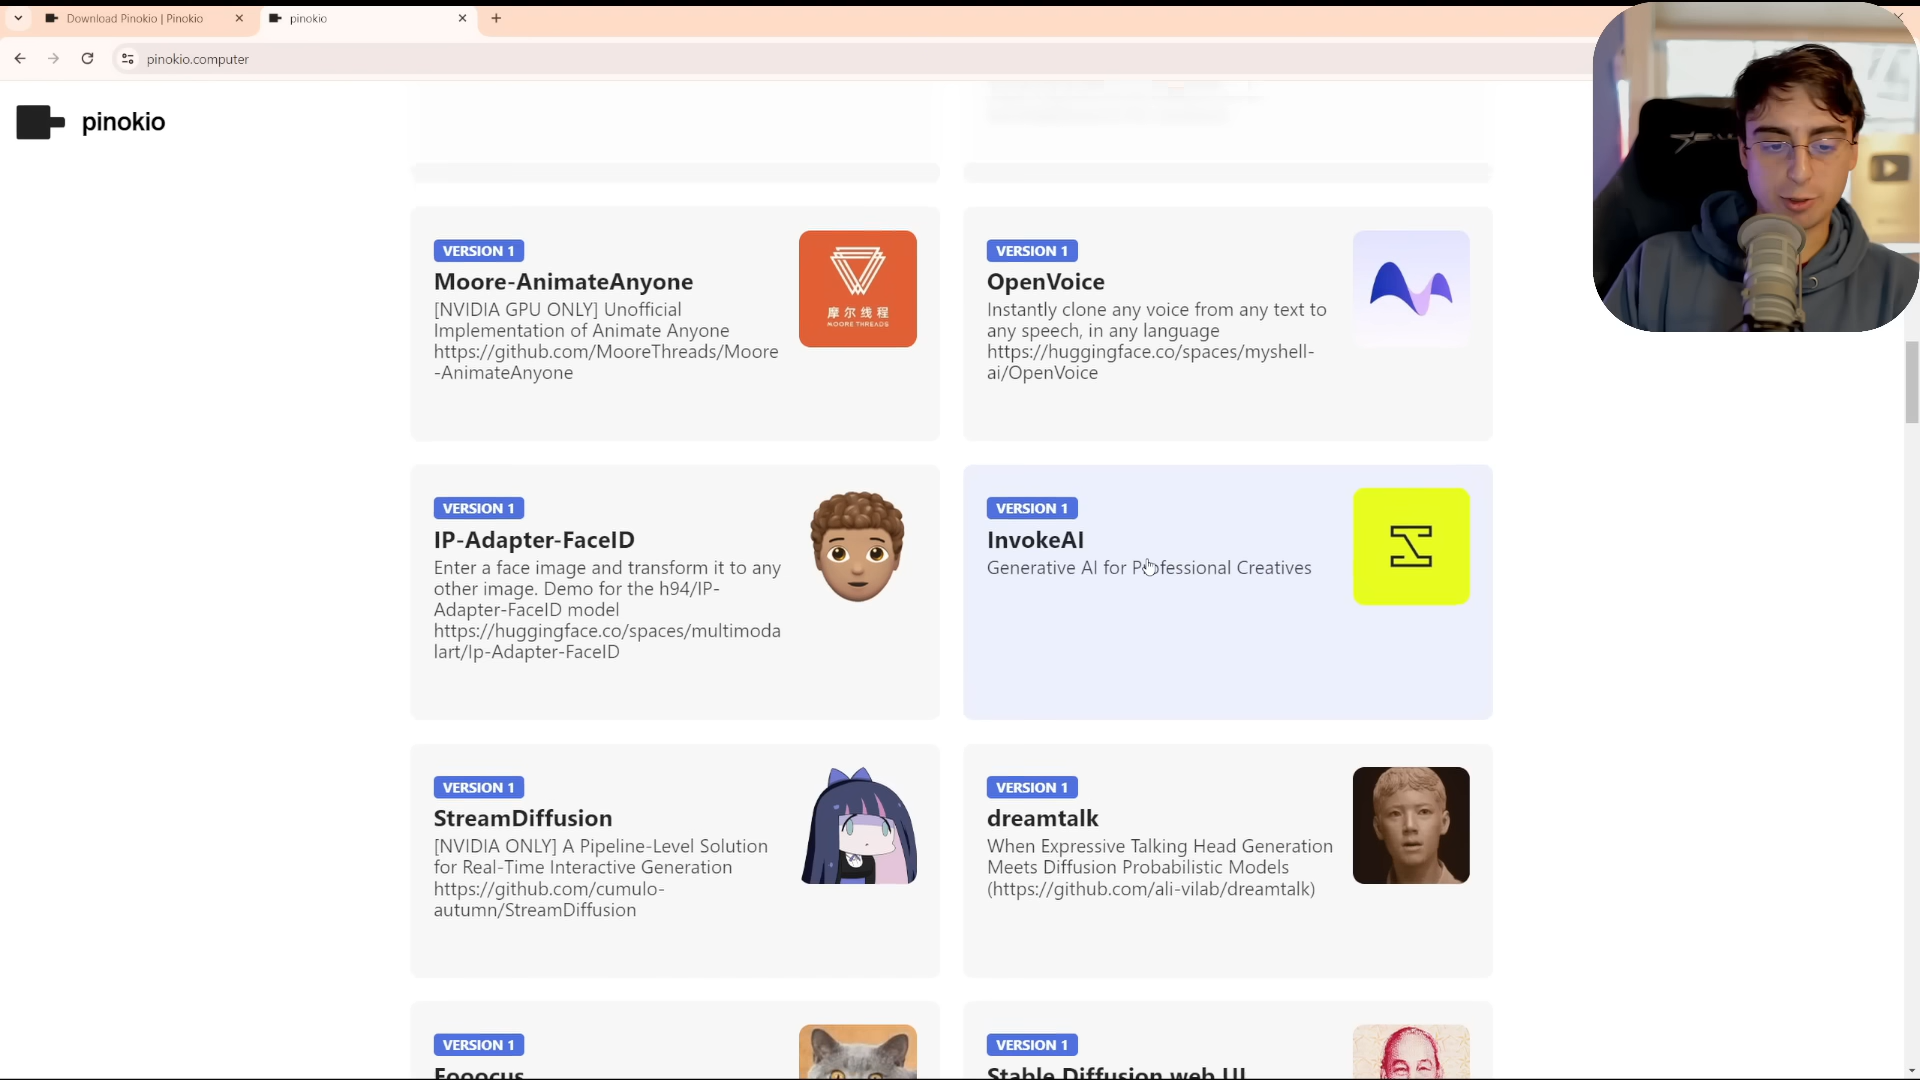 Download Pinokio | Pinokio
pinokio
pinokio.computer
pinokio
VERSION 1
Moore-AnimateAnyone
[NVIDIA GPU ONLY] Unofficial
Implementation of Animate Anyone
https://github.com/MooreThreads/Moore
-AnimateAnyone
摩尔线程
MOORE THREADS
VERSION 1
OpenVoice
Instantly clone any voice from any text to
any speech, in any language
https://huggingface.co/spaces/myshell-
ai/OpenVoice
VERSION 1
IP-Adapter-FaceID
Enter a face image and transform it to any
other image. Demo for the h94/IP-
Adapter-FaceID model
https://huggingface.co/spaces/multimoda
lart/Ip-Adapter-FaceID
VERSION 1
InvokeAI
Generative AI for Professional Creatives
VERSION 1
StreamDiffusion
[NVIDIA ONLY] A Pipeline-Level Solution
for Real-Time Interactive Generation
https://github.com/cumulo-
autumn/StreamDiffusion
VERSION 1
dreamtalk
When Expressive Talking Head Generation
Meets Diffusion Probabilistic Models
(https://github.com/ali-vilab/dreamtalk)
VERSION 1
Fooocus
VERSION 1
Stable Diffusion web UI